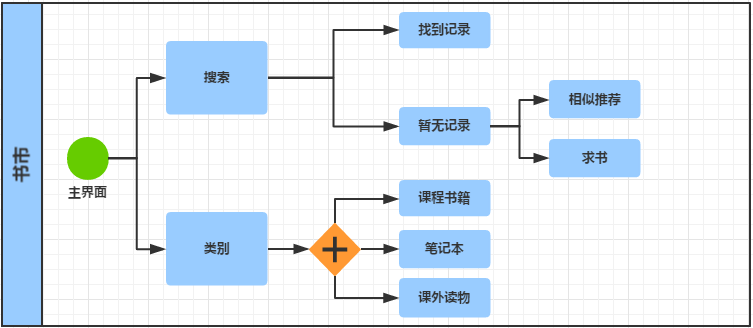 书市
主界面
搜索
找到记录
暂无记录
相似推荐
求书
类别
课程书籍
笔记本
课外读物